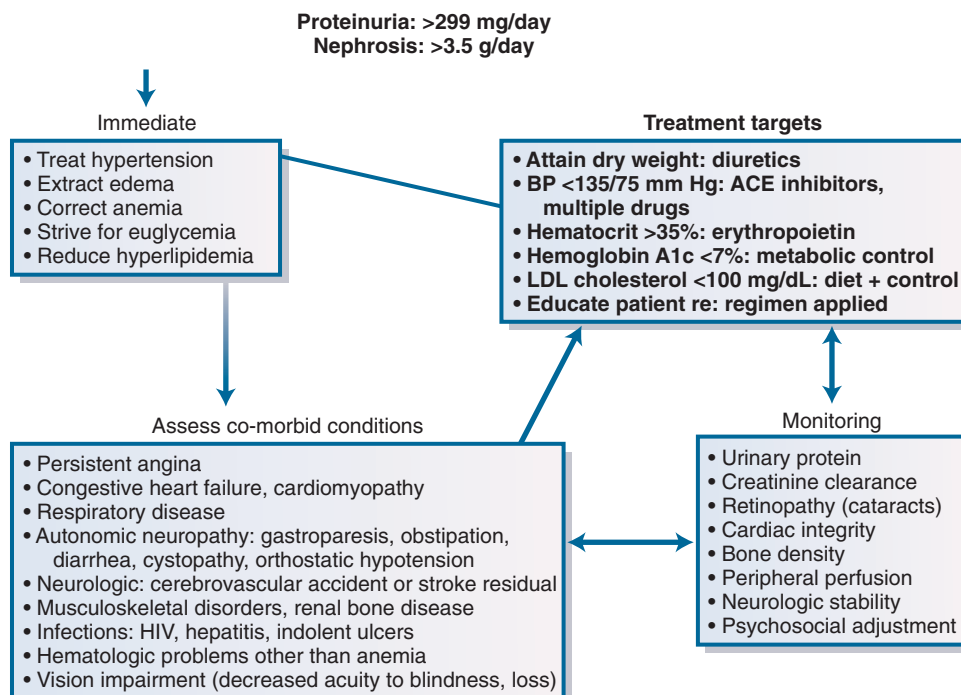 Proteinuria: >299 mg/day
Nephrosis: >3.5 g/day
Immediate
• Treat hypertension
• Extract edema
• Correct anemia
• Strive for euglycemia
• Reduce hyperlipidemia
Treatment targets
• Attain dry weight: diuretics
• BP <135/75 mm Hg: ACE inhibitors,
multiple drugs
• Hematocrit >35%: erythropoietin
• Hemoglobin A1c <7%: metabolic control
• LDL cholesterol <100 mg/dL: diet + control
• Educate patient re: regimen applied
Assess co-morbid conditions
• Persistent angina
• Congestive heart failure, cardiomyopathy
• Respiratory disease
• Autonomic neuropathy: gastroparesis, obstipation,
diarrhea, cystopathy, orthostatic hypotension
• Neurologic: cerebrovascular accident or stroke residual
• Musculoskeletal disorders, renal bone disease
• Infections: HIV, hepatitis, indolent ulcers
• Hematologic problems other than anemia
• Vision impairment (decreased acuity to blindness, loss)
Monitoring
• Urinary protein
• Creatinine clearance
• Retinopathy (cataracts)
• Cardiac integrity
• Bone density
• Peripheral perfusion
• Neurologic stability
• Psychosocial adjustment